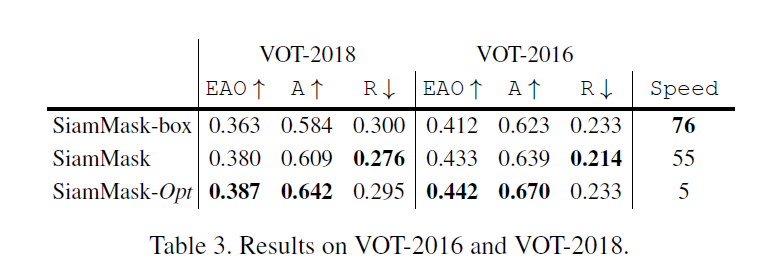 VOT-2018 VOT-2016
EAO↑ A↑ R↓ EAO↑ A↑ R↓ Speed
SiamMask-box 0.363 0.584 0.300 0.412 0.623 0.233 76
SiamMask 0.380 0.609 0.276 0.433 0.639 0.214 55
SiamMask-Opt 0.387 0.642 0.295 0.442 0.670 0.233 5
Table 3. Results on VOT-2016 and VOT-2018.